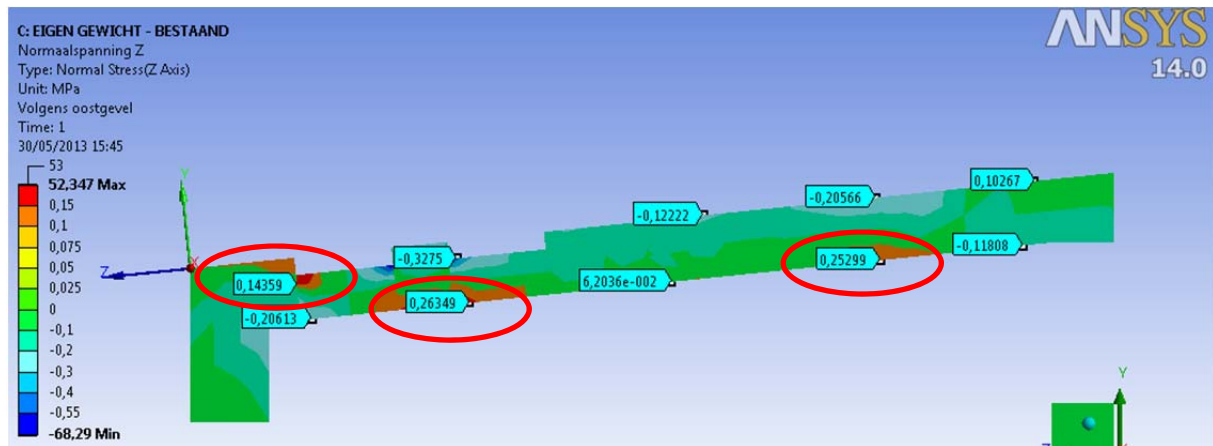 C: EIGEN GEWICHT - BESTAAND
Normaalspanning Z
Type: Normal Stress(Z Axis)
Unit: MPa
Volgens oostgevel
Time: 1
30/05/2013 15:45
53
52,347 Max
0,15
0,1
0,075
0,05
0,025
0
-0,1
-0,2
-0,3
-0,4
-0,55
-68,29 Min
ANSYS
14.0
Y
X
Z
0,14359
-0,20613
-0,3275
0,26349
-0,12222
6,2036e-002
-0,20566
0,25299
0,10267
-0,11808
Y